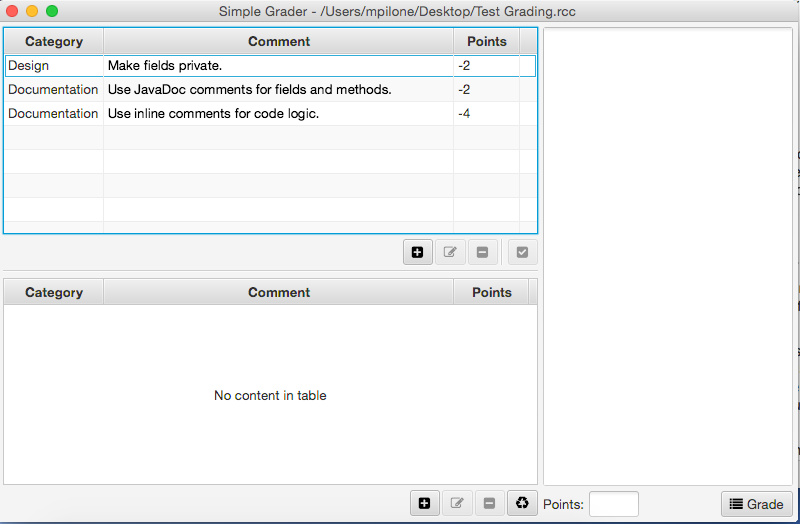 Simple Grader - /Users/mpilone/Desktop/Test Grading.rcc
Category Comment Points
Design Make fields private. -2
Documentation Use JavaDoc comments for fields and methods. -2
Documentation Use inline comments for code logic. -4
Category Comment Points
No content in table
Points: Grade